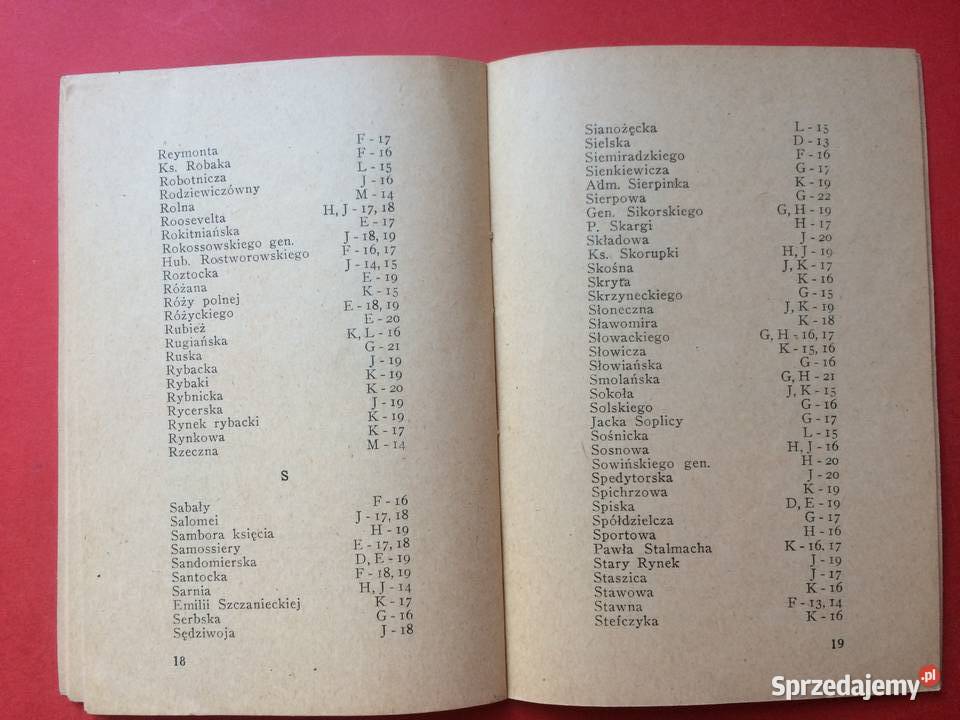 Reymonta F - 17
Ks. Robaka F - 16
Robotnicza L - 15
Rodziewiczówny J - 16
Rolna M - 14
Roosevelta H, J - 17, 18
Rokitniańska E - 17
Rokossowskiego gen. J - 18, 19
Hub. Rostworowskiego F - 16, 17
Roztocka J - 14, 15
Różana E - 19
Róży polnej K - 15
Różyckiego E - 18, 19
Rubież E - 20
Rugiańska K, L - 16
Ruska G - 21
Rybacka J - 19
Rybaki K - 19
Rybnicka K - 20
Rycerska J - 19
Rynek rybacki K - 19
Rynkowa K - 17
Rzeczna M - 14
S
Sabały F - 16
Salomei J - 17, 18
Sambora księcia H - 19
Samossiery E - 17, 18
Sandomierska D, E - 19
Santocka F - 18, 19
Sarnia H, J - 14
Emilii Szczanieckiej K - 17
Serbska G - 16
Sędziwoja J - 18
18
Sianożęcka L - 15
Sielska D - 13
Siemiradzkiego F - 16
Sienkiewicza G - 17
Adm. Sierpinka K - 19
Sierpowa G - 22
Gen. Sikorskiego G, H - 19
P. Skargi H - 17
Składowa J - 20
Ks. Skorupki H, J - 19
Skośna J, K - 17
Skryta K - 16
Skrzyneckiego G - 15
Słoneczna J, K - 19
Sławomira K - 18
Słowackiego G, H - 16, 17
Słowicza K - 15, 16
Słowiańska G - 16
Smolańska G, H - 21
Sokoła J, K - 15
Solskiego G - 16
Jacka Soplicy G - 17
Sośnicka L - 15
Sosnowa H, J - 16
Sowińskiego gen. H - 20
Spedytorska J - 20
Spichrzowa K - 19
Spiska D, E - 19
Spółdzielcza G - 17
Sportowa H - 16
Pawła Stalmacha K - 16. 17
Stary Rynek J - 19
Staszica J - 17
Stawowa K - 16
Stawna F - 13, 14
Stefczyka K - 16
19
Sprzedajemy.pl